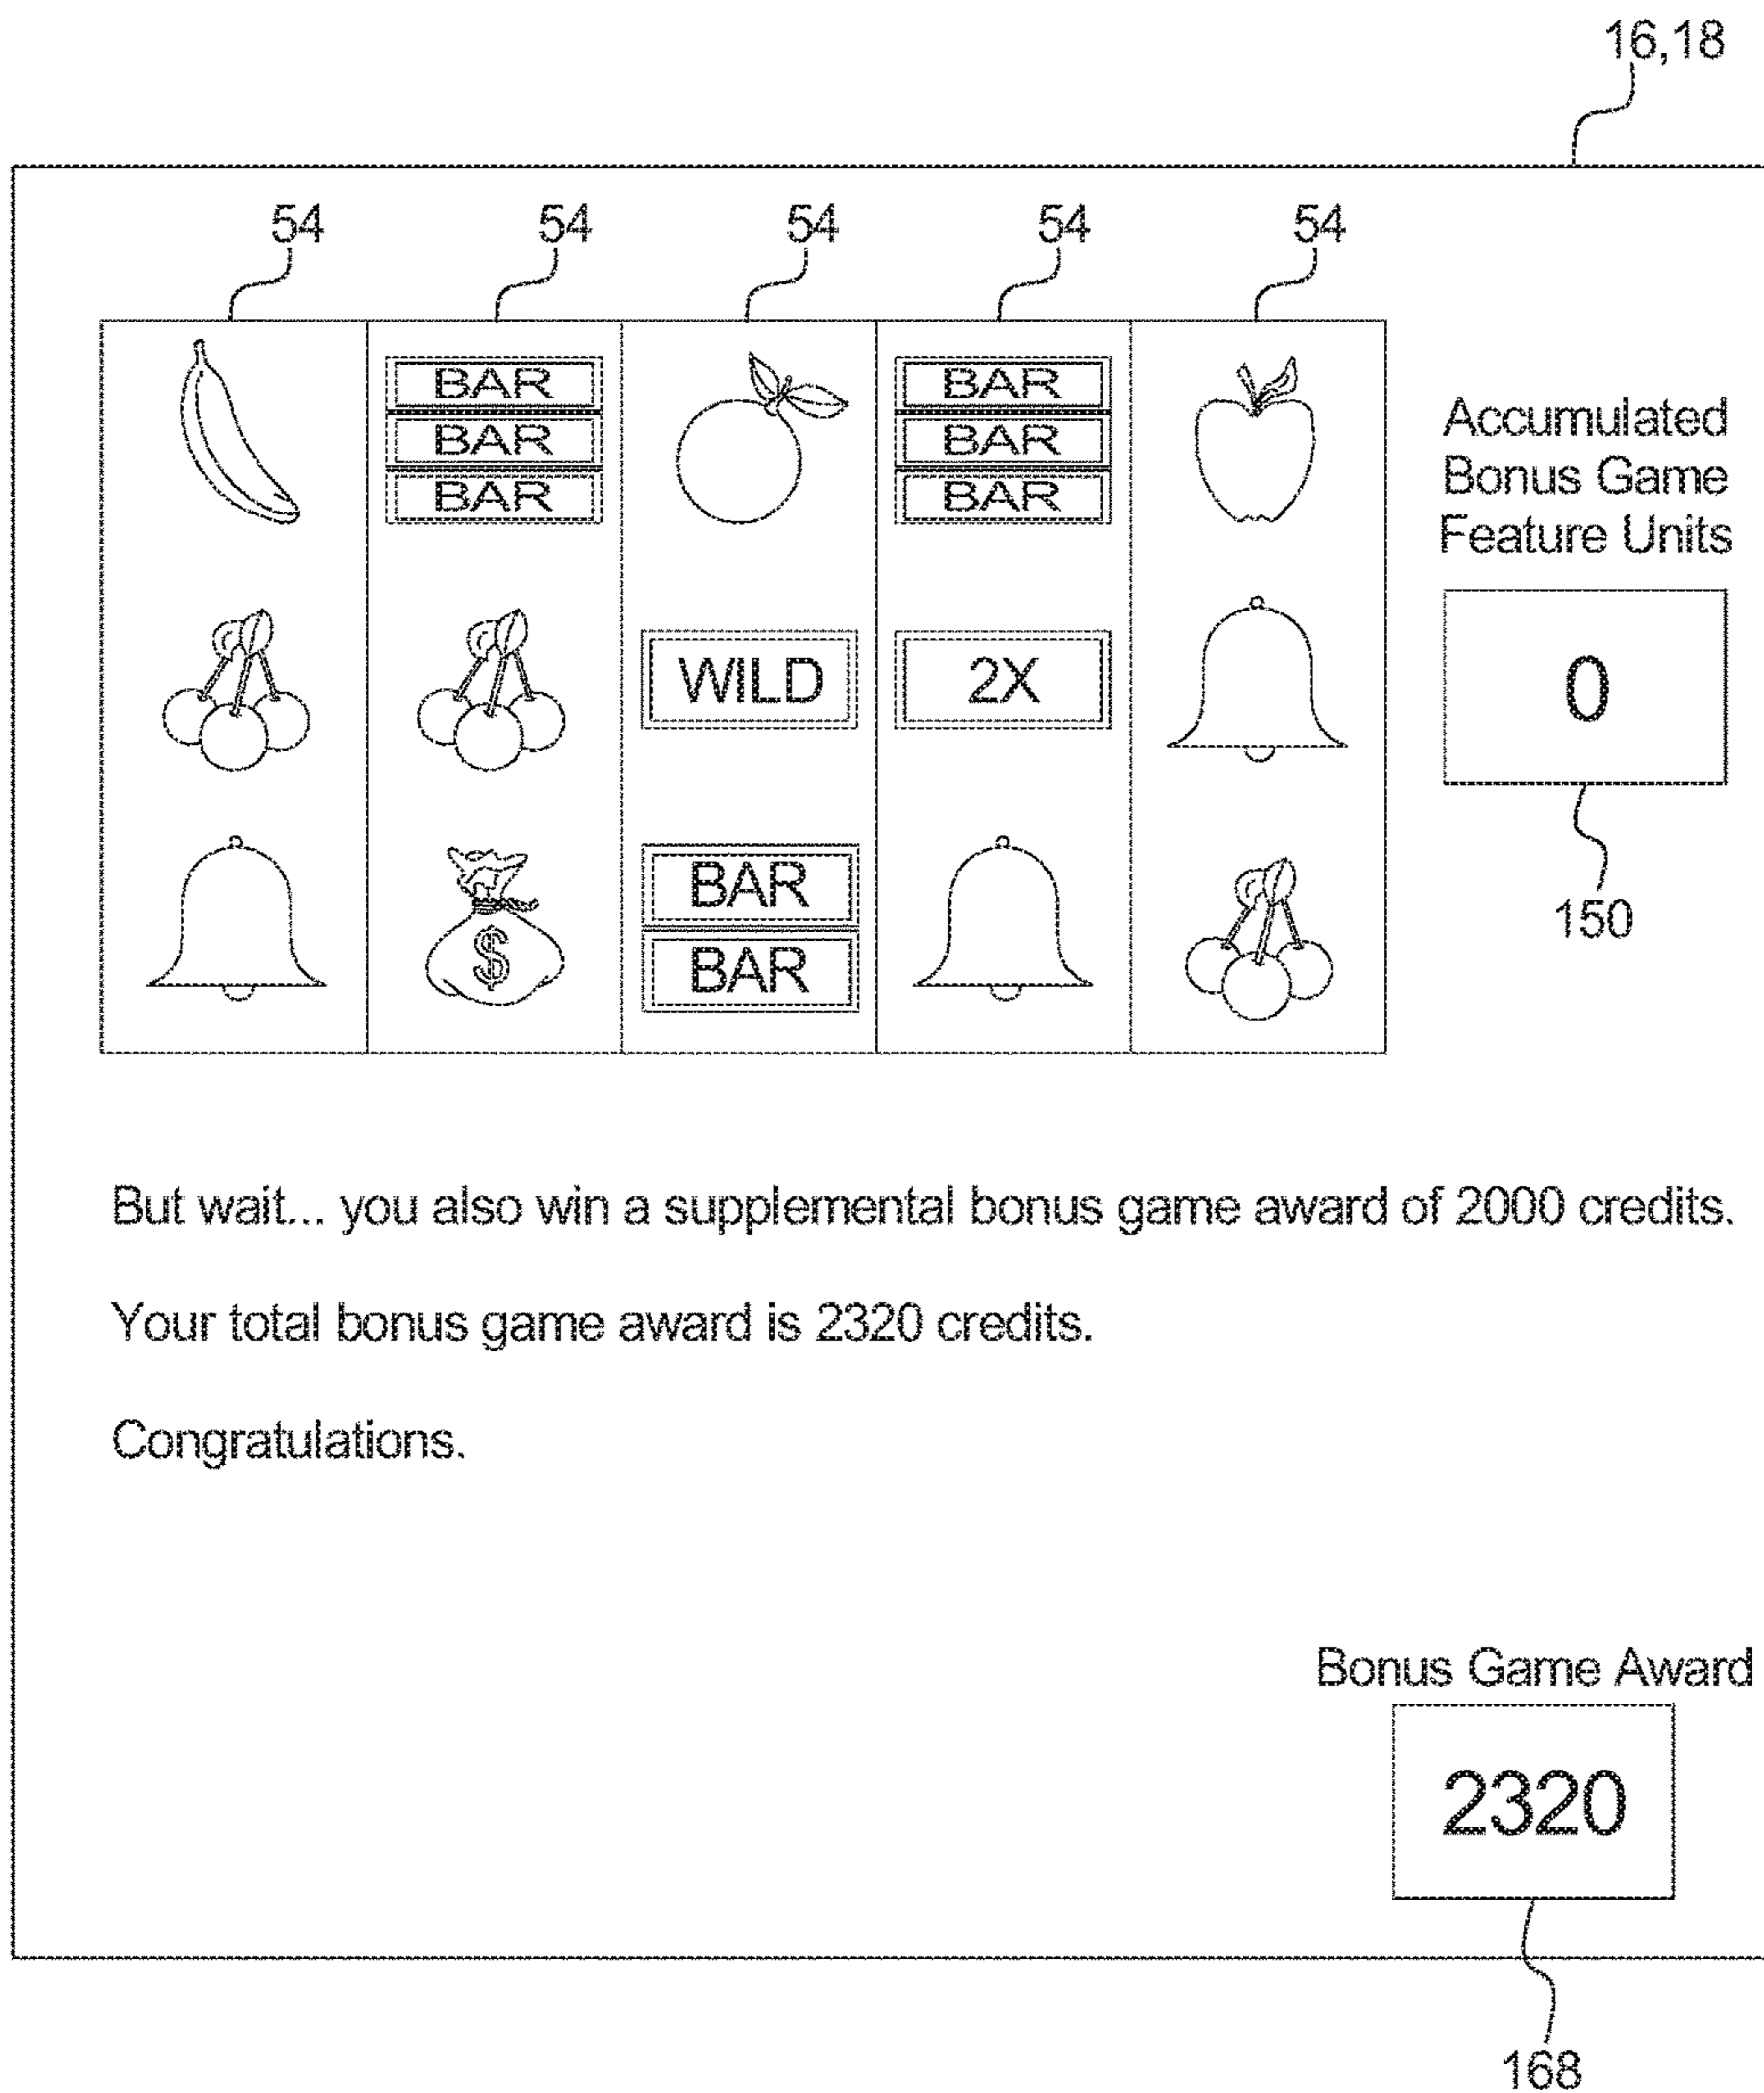 16,18
54 54 54 54 54
BAR BAR
BAR BAR
BAR BAR
Accumulated
Bonus Game
Feature Units
WILD 2X
0
BAR
BAR
$
150
But wait... you also win a supplemental bonus game award of 2000 credits.
Your total bonus game award is 2320 credits.
Congratulations.
Bonus Game Award
2320
168